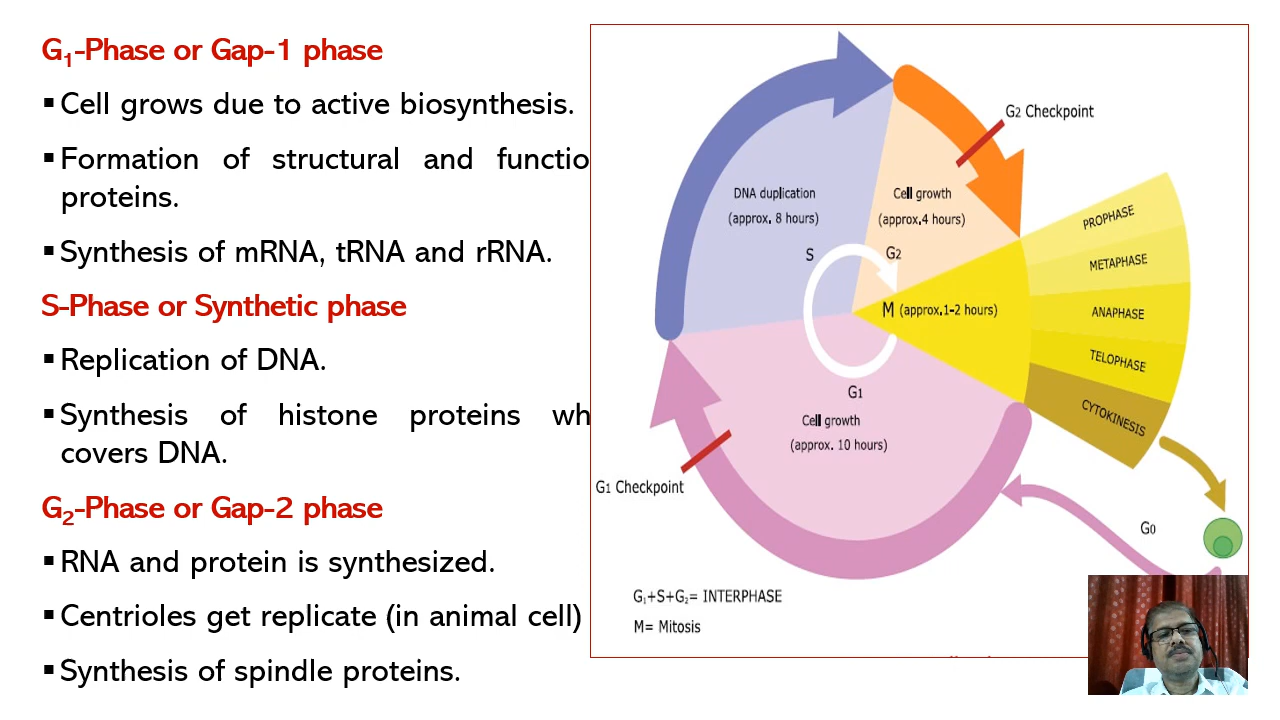 G₁-Phase or Gap-1 phase
▪ Cell grows due to active biosynthesis.
▪ Formation of structural and functio
proteins.
▪ Synthesis of mRNA, tRNA and rRNA.
S-Phase or Synthetic phase
▪ Replication of DNA.
▪ Synthesis of histone proteins wh
covers DNA.
G₂-Phase or Gap-2 phase
▪ RNA and protein is synthesized.
▪ Centrioles get replicate (in animal cell)
▪ Synthesis of spindle proteins.
G2 Checkpoint
DNA duplication
(approx. 8 hours)
S
Cell growth
(approx.4 hours)
G2
PROPHASE
METAPHASE
ANAPHASE
TELOPHASE
CYTOKINESIS
M (approx.1-2 hours)
G1
Cell growth
(approx. 10 hours)
G1 Checkpoint
G0
G₁+S+G₂= INTERPHASE
M= Mitosis